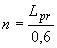 n = L_pr / 0,6